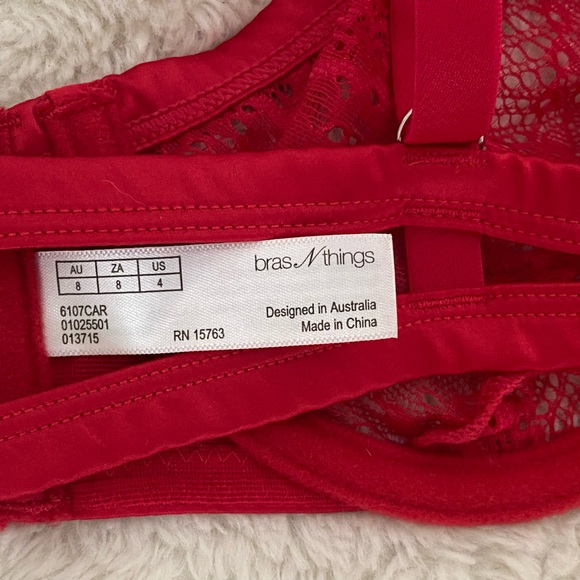 AU ZA US
8 8 4
bras N things
6107CAR
01025501
013715
RN 15763
Designed in Australia
Made in China